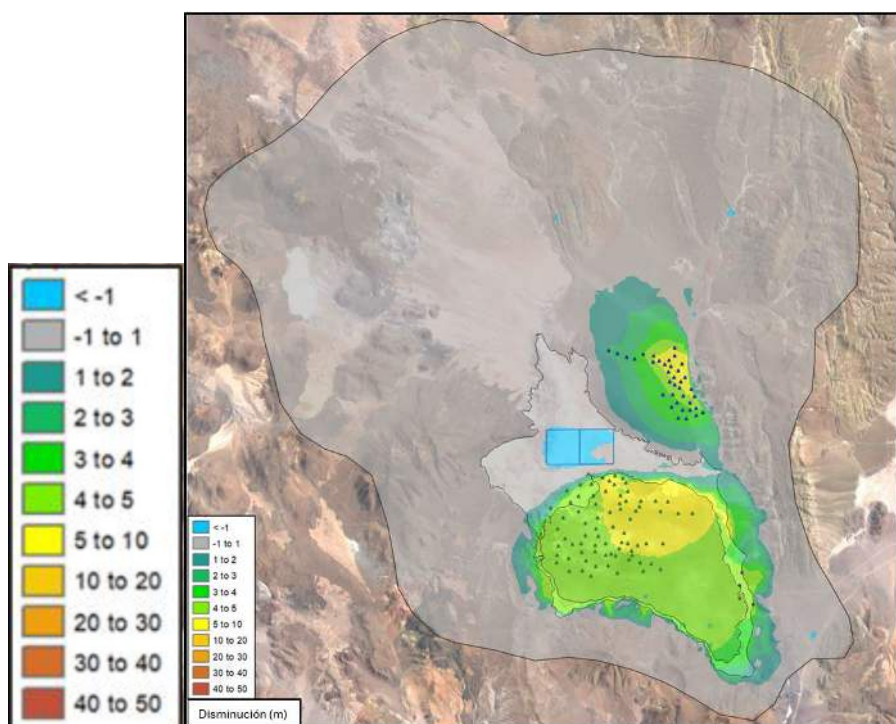 < -1
-1 to 1
1 to 2
2 to 3
3 to 4
4 to 5
5 to 10
10 to 20
20 to 30
30 to 40
40 to 50
< -1
-1 to 1
1 to 2
2 to 3
3 to 4
4 to 5
5 to 10
10 to 20
20 to 30
30 to 40
40 to 50
Disminución (m)